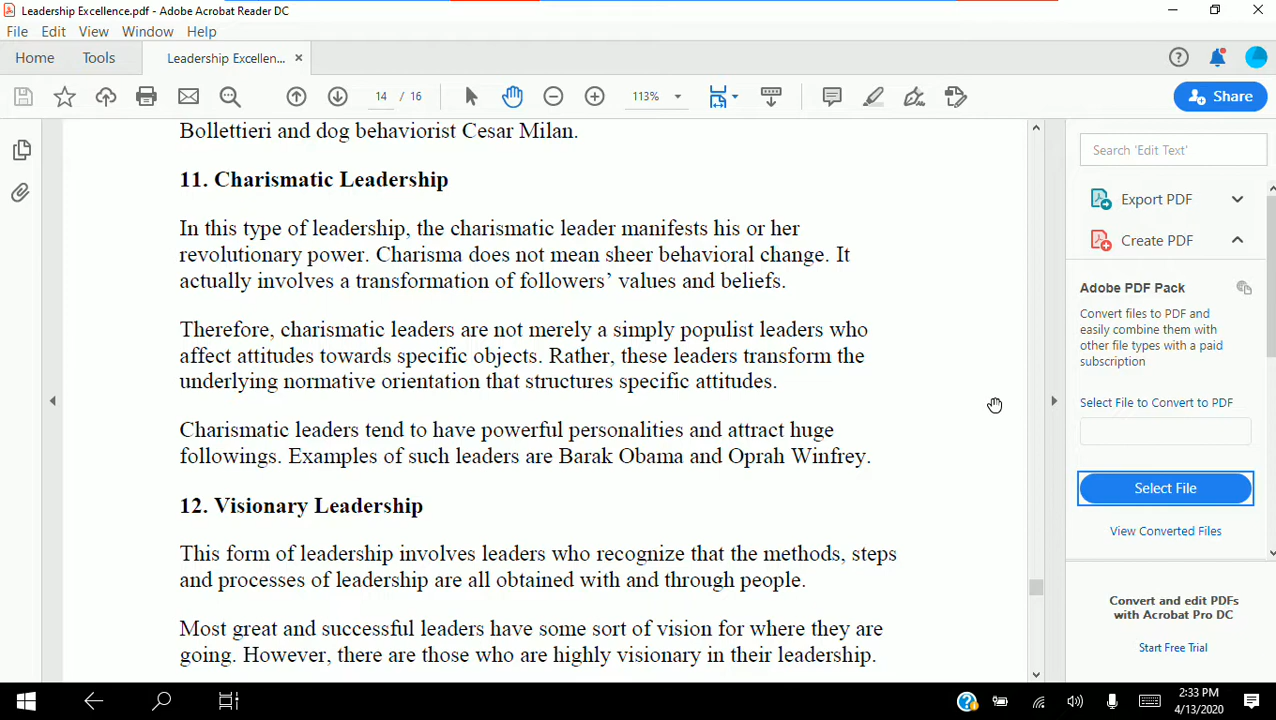 Leadership Excellence.pdf - Adobe Acrobat Reader DC
File Edit View Window Help
Home Tools Leadership Excellen... ×
14 / 16 113% Share
Bollettieri and dog behaviorist Cesar Milan.
11. Charismatic Leadership
In this type of leadership, the charismatic leader manifests his or her
revolutionary power. Charisma does not mean sheer behavioral change. It
actually involves a transformation of followers’ values and beliefs.
Therefore, charismatic leaders are not merely a simply populist leaders who
affect attitudes towards specific objects. Rather, these leaders transform the
underlying normative orientation that structures specific attitudes.
Charismatic leaders tend to have powerful personalities and attract huge
followings. Examples of such leaders are Barak Obama and Oprah Winfrey.
12. Visionary Leadership
This form of leadership involves leaders who recognize that the methods, steps
and processes of leadership are all obtained with and through people.
Most great and successful leaders have some sort of vision for where they are
going. However, there are those who are highly visionary in their leadership.
Search 'Edit Text'
Export PDF
Create PDF
Adobe PDF Pack
Convert files to PDF and
easily combine them with
other file types with a paid
subscription
Select File to Convert to PDF
Select File
View Converted Files
Convert and edit PDFs
with Acrobat Pro DC
Start Free Trial
2:33 PM
4/13/2020